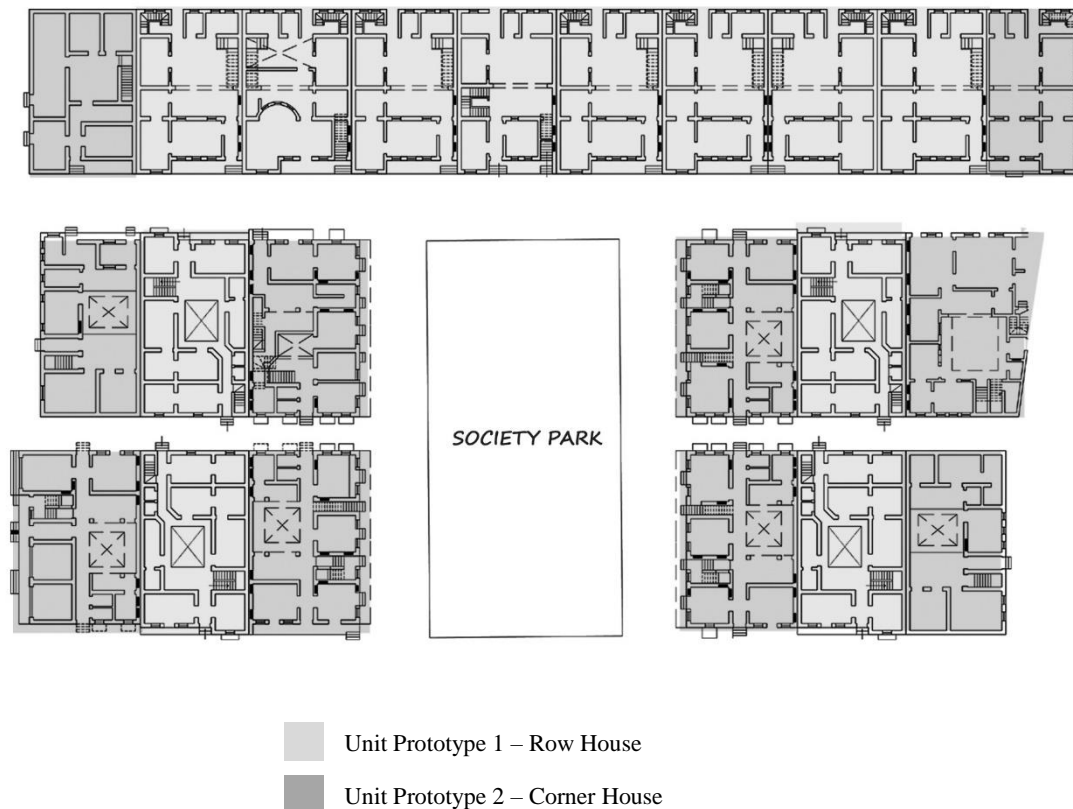 SOCIETY PARK
Unit Prototype 1 – Row House
Unit Prototype 2 – Corner House